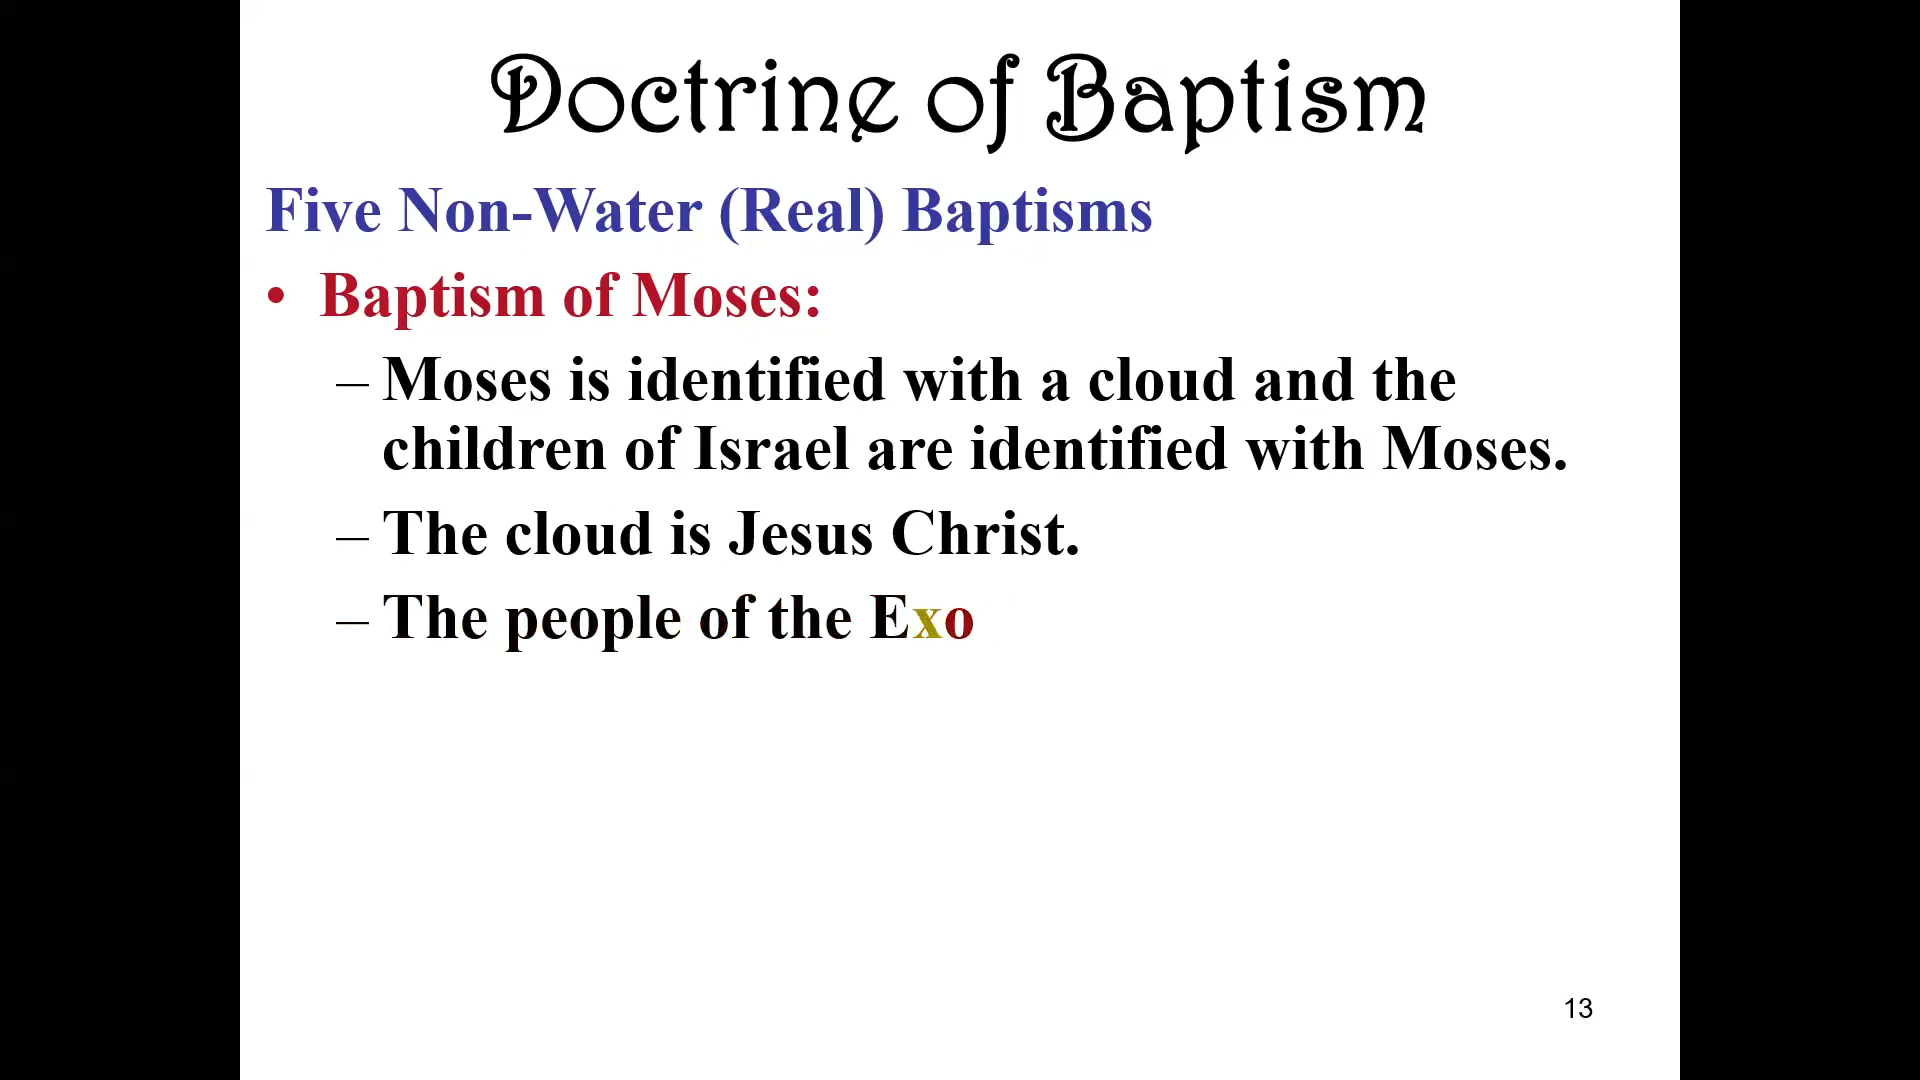 Doctrine of Baptism
Five Non-Water (Real) Baptisms
• Baptism of Moses:
– Moses is identified with a cloud and the
children of Israel are identified with Moses.
– The cloud is Jesus Christ.
– The people of the Exo
13